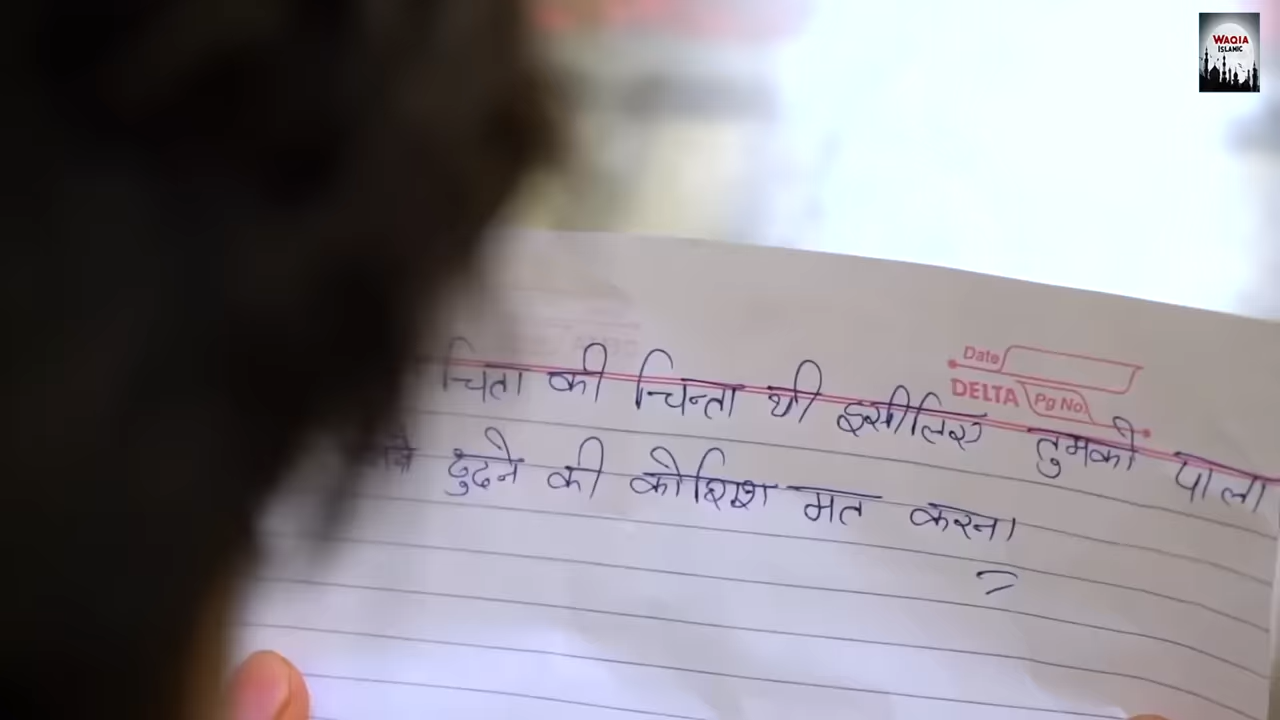 WAQIA
ISLAMIC
Date
DELTA Pg No.
चिता की चिन्ता थी इसीलिए तुमको पाला
ढुढने की कोशिश मत करना